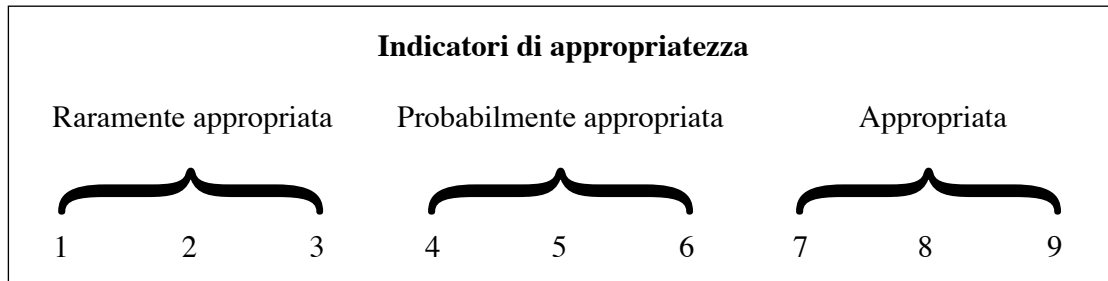 Indicatori di appropriatezza
Raramente appropriata Probabilmente appropriata Appropriata
1 2 3 4 5 6 7 8 9